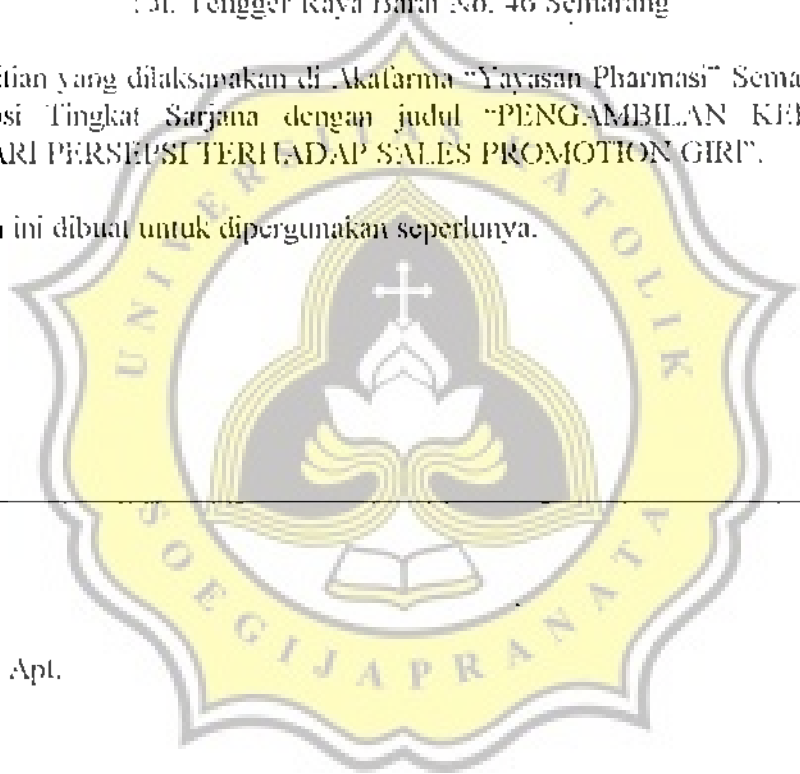 : Jl. Tengger Raya Barat No. 46 Semarang
itian yang dilaksanakan di Akafarma “Yayasan Pharmasi” Sema
si Tingkat Sarjana dengan judul “PENGAMBILAN KE
ARI PERSEPSI TERHADAP SALES PROMOTION GIRL”.
ini dibuat untuk dipergunakan seperlunya.
UNIVERSITAS KATOLIK
SOEGIJAPRANATA
Apt.